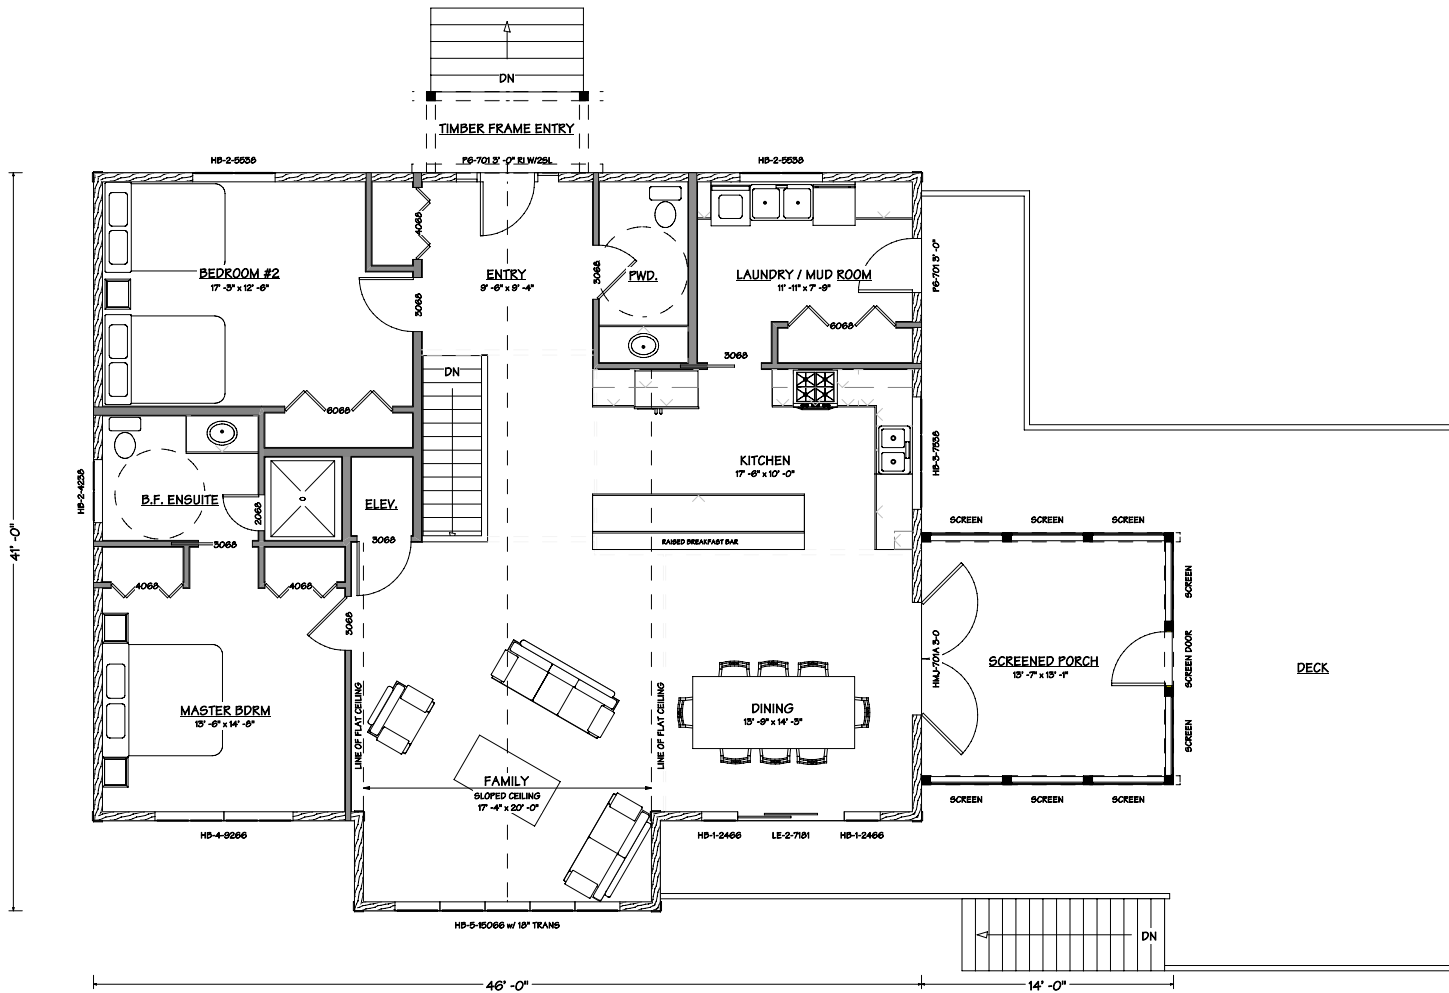 DN
TIMBER FRAME ENTRY
HB-2-5538
P6-701 3' -0" RI W/2SL
HB-2-5538
4068
BEDROOM #2
17' -3" x 12' -6"
ENTRY
9' -6" x 9' -4"
3068
PWD.
LAUNDRY / MUD ROOM
11' -11" x 7' -9"
P6-701 3' -0"
3068
6068
3068
DN
6068
KITCHEN
17' -6" x 10' -0"
HB-3-7538
HB-2-4238
B.F. ENSUITE
2068
ELEV.
3068
3068
RAISED BREAKFAST BAR
SCREEN
SCREEN
SCREEN
41' -0"
4068
4068
3068
SCREEN
HMJ-701A 3-0
SCREENED PORCH
13' -7" x 13' -1"
SCREEN DOOR
DECK
MASTER BDRM
13' -6" x 14' -8"
LINE OF FLAT CEILING
LINE OF FLAT CEILING
DINING
13' -9" x 14' -3"
SCREEN
FAMILY
SLOPED CEILING
17' -4" x 20' -0"
SCREEN
SCREEN
SCREEN
HB-4-9266
HB-1-2466
LE-2-7181
HB-1-2466
HB-5-15066 w/ 18" TRANS
DN
46' -0"
14' -0"